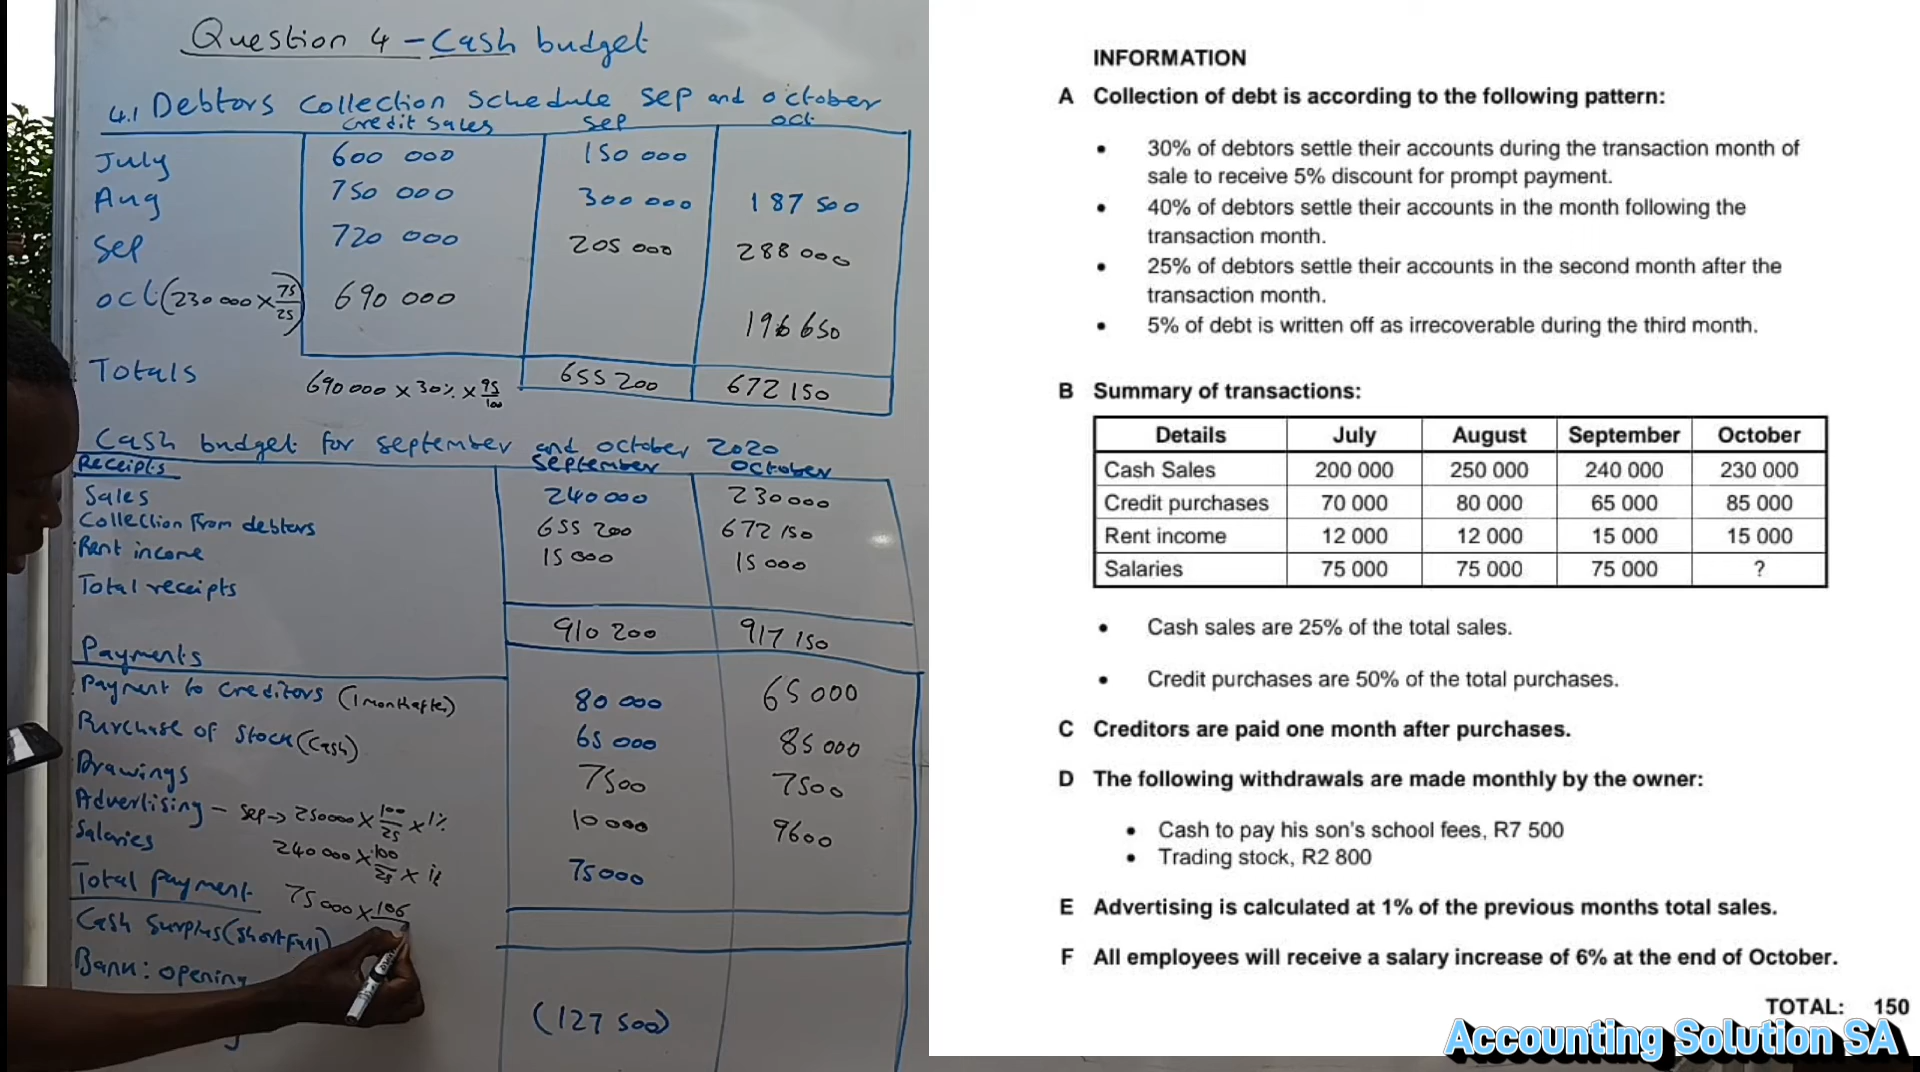 Question 4 - Cash budget
4.1 Debtors Collection Schedule Sep and october
credit sales sep oct
July 600 000 150 000
Aug 750 000 300 000 187 500
Sep 720 000 205 000 288 000
oct (230 000 × 75/25) 690 000 196 650
Totals 690 000 × 30% × 95/100 655 200 672 150
Cash budget for september and october 2020
Receipts september october
Sales 240 000 230 000
Collection from debtors 655 200 672 150
Rent income 15 000 15 000
Total receipts
910 200 917 150
Payments
Payment to creditors (1 month after) 80 000 65 000
Purchase of stock (cash) 65 000 85 000
Drawings 7500 7500
Advertising - sep → 250000 × 100/25 × 1% 10 000 9600
240 000 × 100/25 × 1%
Salaries 75000
75 000 × 106
Total payment
Cash surplus (shortfall)
Bank: opening
(127 500)
INFORMATION
A Collection of debt is according to the following pattern:
• 30% of debtors settle their accounts during the transaction month of
sale to receive 5% discount for prompt payment.
• 40% of debtors settle their accounts in the month following the
transaction month.
• 25% of debtors settle their accounts in the second month after the
transaction month.
• 5% of debt is written off as irrecoverable during the third month.
B Summary of transactions:
Details July August September October
Cash Sales 200 000 250 000 240 000 230 000
Credit purchases 70 000 80 000 65 000 85 000
Rent income 12 000 12 000 15 000 15 000
Salaries 75 000 75 000 75 000 ?
• Cash sales are 25% of the total sales.
• Credit purchases are 50% of the total purchases.
C Creditors are paid one month after purchases.
D The following withdrawals are made monthly by the owner:
• Cash to pay his son's school fees, R7 500
• Trading stock, R2 800
E Advertising is calculated at 1% of the previous months total sales.
F All employees will receive a salary increase of 6% at the end of October.
TOTAL: 150
Accounting Solution SA